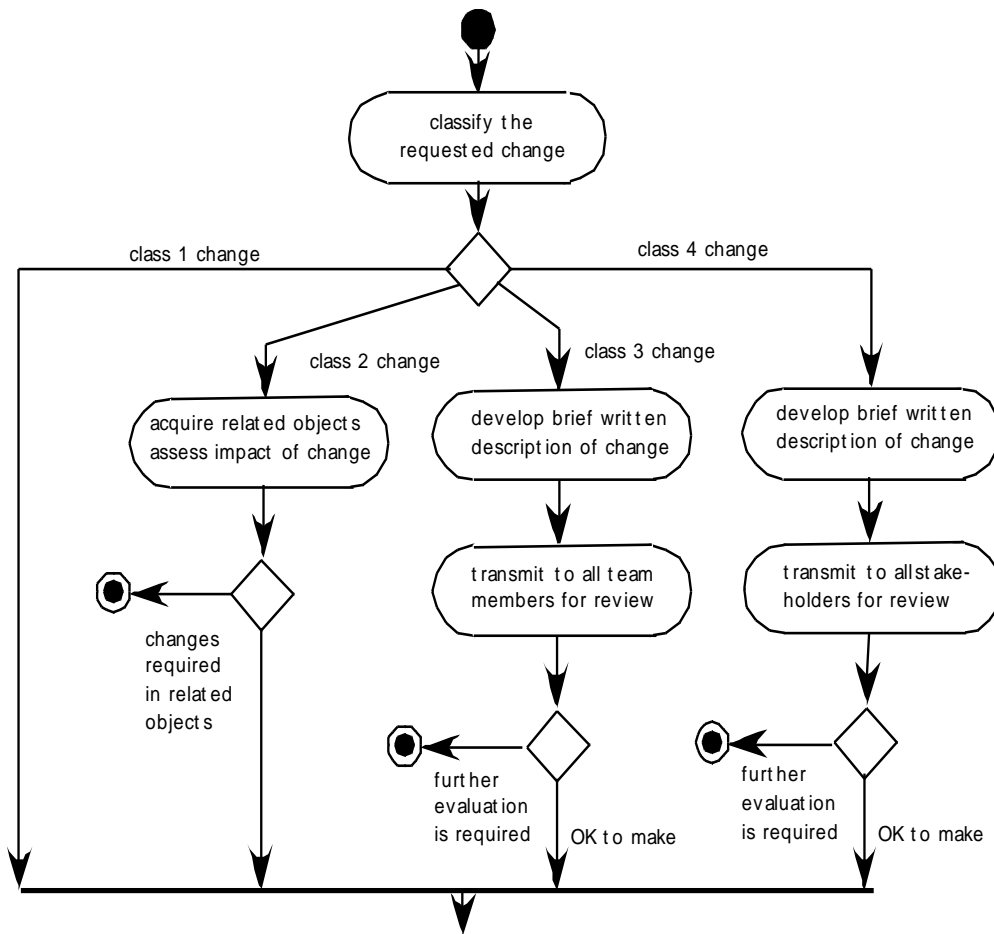 classify the
requested change
class 1 change
class 4 change
class 2 change
class 3 change
acquire related objects
assess impact of change
develop brief written
description of change
develop brief written
description of change
transmit to all team
members for review
transmit to allstake-
holders for review
changes
required
in related
objects
further
evaluation
is required
OK to make
further
evaluation
is required
OK to make